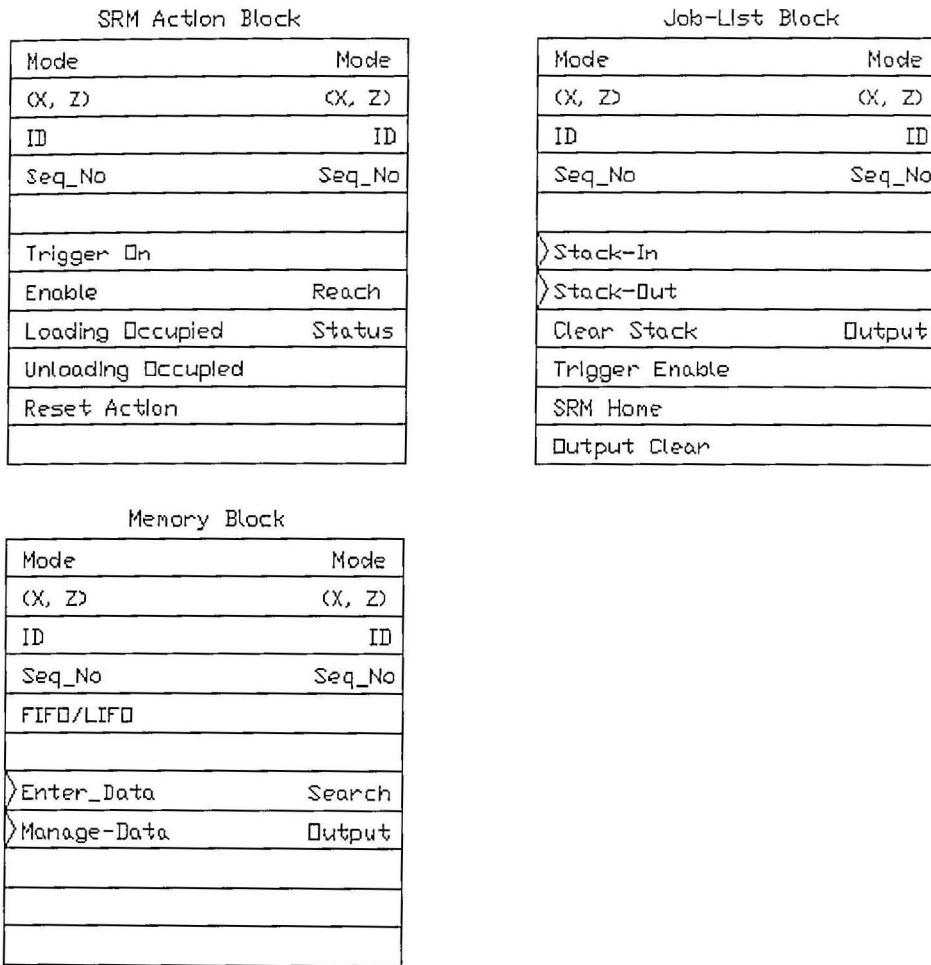 SRM Action Block
Mode Mode
(X, Z) (X, Z)
ID ID
Seq_No Seq_No
Trigger On
Enable Reach
Loading Occupied Status
Unloading Occupied
Reset Action
Job-List Block
Mode Mode
(X, Z) (X, Z)
ID ID
Seq_No Seq_No
Stack-In
Stack-Out
Clear Stack Output
Trigger Enable
SRM Home
Output Clear
Memory Block
Mode Mode
(X, Z) (X, Z)
ID ID
Seq_No Seq_No
FIFO/LIFO
Enter_Data Search
Manage-Data Output